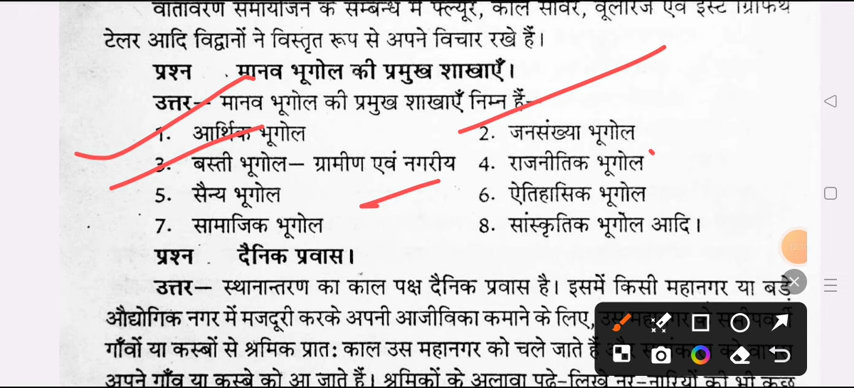 वातावरण समायोजन के सम्बन्ध में फ्ल्यूर, कार्ल सावर, वूलरिज एवं ग्रिफिथ
टेलर आदि विद्वानों ने विस्तृत रूप से अपने विचार रखे हैं।
प्रश्न . मानव भूगोल की प्रमुख शाखाएँ।
उत्तर— मानव भूगोल की प्रमुख शाखाएँ निम्न हैं–
1. आर्थिक भूगोल 2. जनसंख्या भूगोल
3. बस्ती भूगोल— ग्रामीण एवं नगरीय 4. राजनीतिक भूगोल
5. सैन्य भूगोल 6. ऐतिहासिक भूगोल
7. सामाजिक भूगोल 8. सांस्कृतिक भूगोल आदि।
प्रश्न . दैनिक प्रवास।
उत्तर— स्थानान्तरण का काल पक्ष दैनिक प्रवास है। इसमें किसी महानगर या बड़े
औद्योगिक नगर में मजदूरी करके अपनी आजीविका कमाने के लिए,
गाँवों या कस्बों से श्रमिक प्रात: काल उस महानगर को चले जाते हैं
अपने गाँव या कस्बे को आ जाते हैं। श्रमिकों के अलावा पढ़े-लिखे नर-नारियों को भी